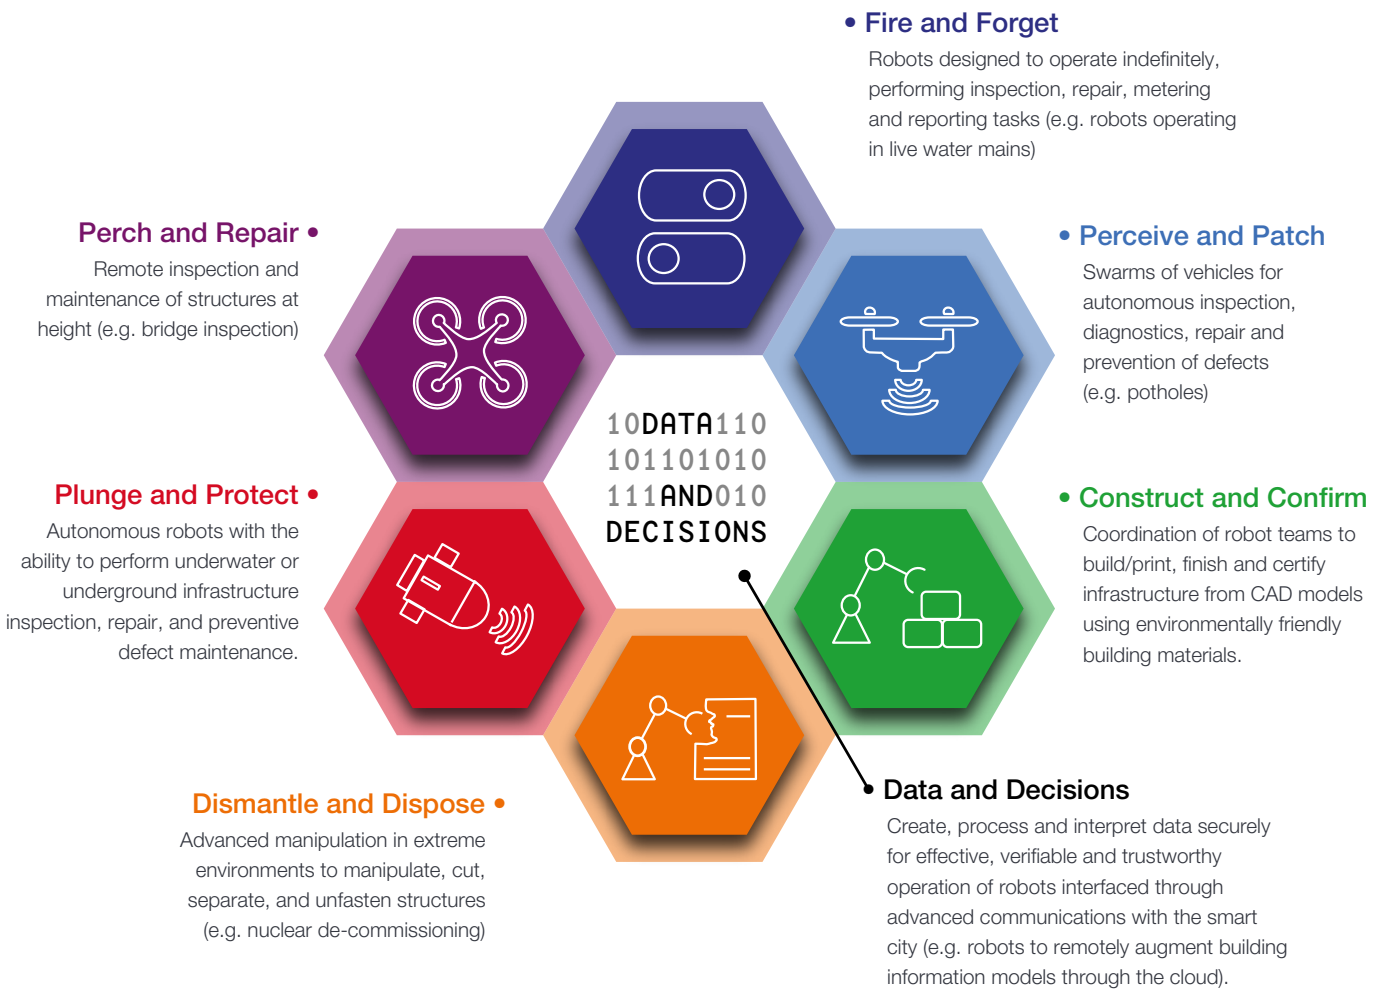 • Fire and Forget
Robots designed to operate indefinitely,
performing inspection, repair, metering
and reporting tasks (e.g. robots operating
in live water mains)
Perch and Repair •
Remote inspection and
maintenance of structures at
height (e.g. bridge inspection)
• Perceive and Patch
Swarms of vehicles for
autonomous inspection,
diagnostics, repair and
prevention of defects
(e.g. potholes)
10DATA110
101101010
111AND010
DECISIONS
Plunge and Protect •
Autonomous robots with the
ability to perform underwater or
underground infrastructure
inspection, repair, and preventive
defect maintenance.
• Construct and Confirm
Coordination of robot teams to
build/print, finish and certify
infrastructure from CAD models
using environmentally friendly
building materials.
Dismantle and Dispose •
Advanced manipulation in extreme
environments to manipulate, cut,
separate, and unfasten structures
(e.g. nuclear de-commissioning)
• Data and Decisions
Create, process and interpret data securely
for effective, verifiable and trustworthy
operation of robots interfaced through
advanced communications with the smart
city (e.g. robots to remotely augment building
information models through the cloud).